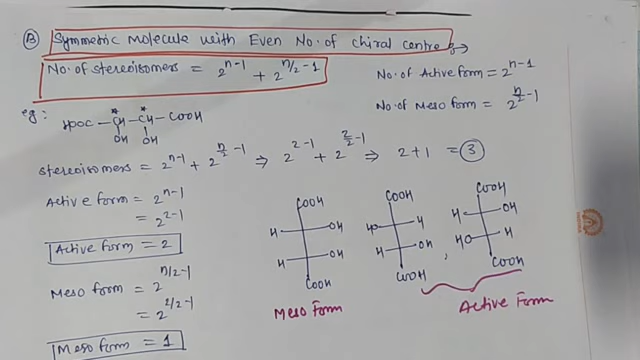 (B) Symmetric Molecule with Even No. of chiral centre
No. of stereoisomers = 2^(n-1) + 2^(n/2-1)
No. of Active form = 2^(n-1)
No. of Meso form = 2^(n/2-1)
eg:
HOOC-CH-CH-COOH
* *
OH OH
Stereoisomers = 2^(n-1) + 2^(n/2-1) ⇒ 2^(2-1) + 2^(2/2-1) ⇒ 2+1 = 3
Active form = 2^(n-1)
= 2^(2-1)
Active form = 2
Meso form = 2^(n/2-1)
= 2^(2/2-1)
Meso form = 1
COOH
H OH
H OH
COOH
Meso form
COOH
HO H
H OH
COOH
,
COOH
H OH
HO H
COOH
Active Form